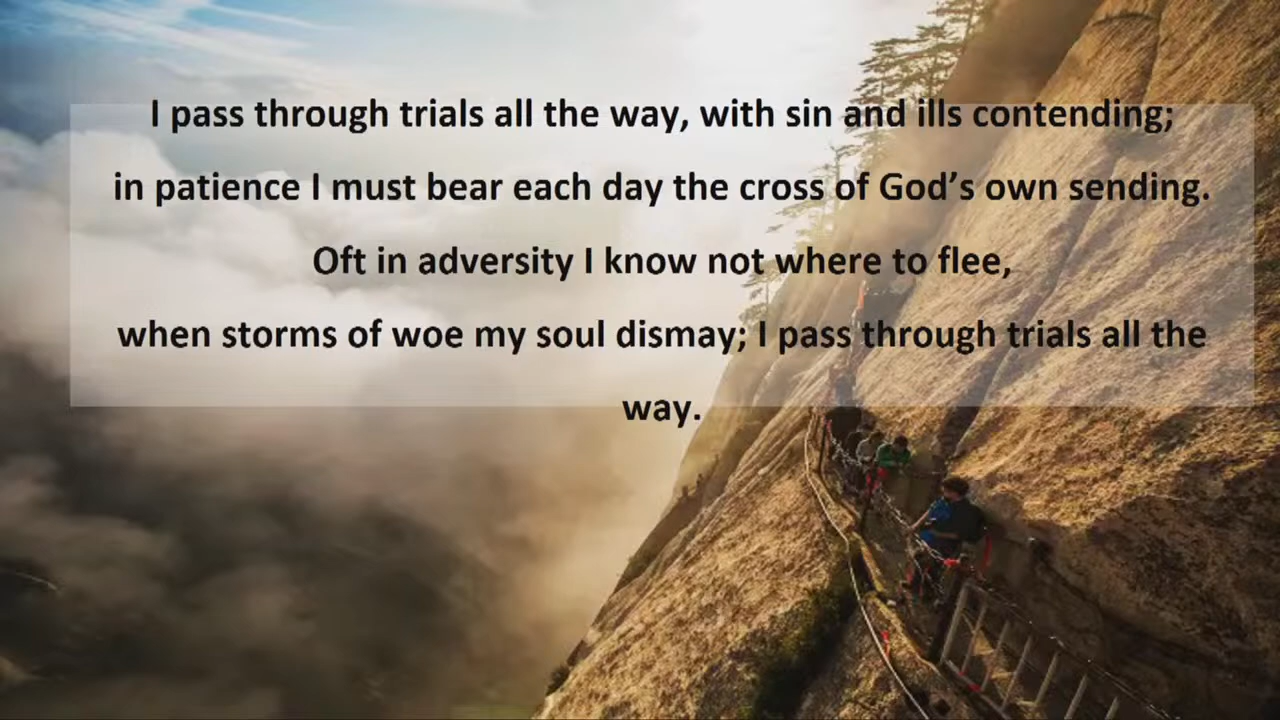 I pass through trials all the way, with sin and ills contending;
in patience I must bear each day the cross of God’s own sending.
Oft in adversity I know not where to flee,
when storms of woe my soul dismay; I pass through trials all the
way.